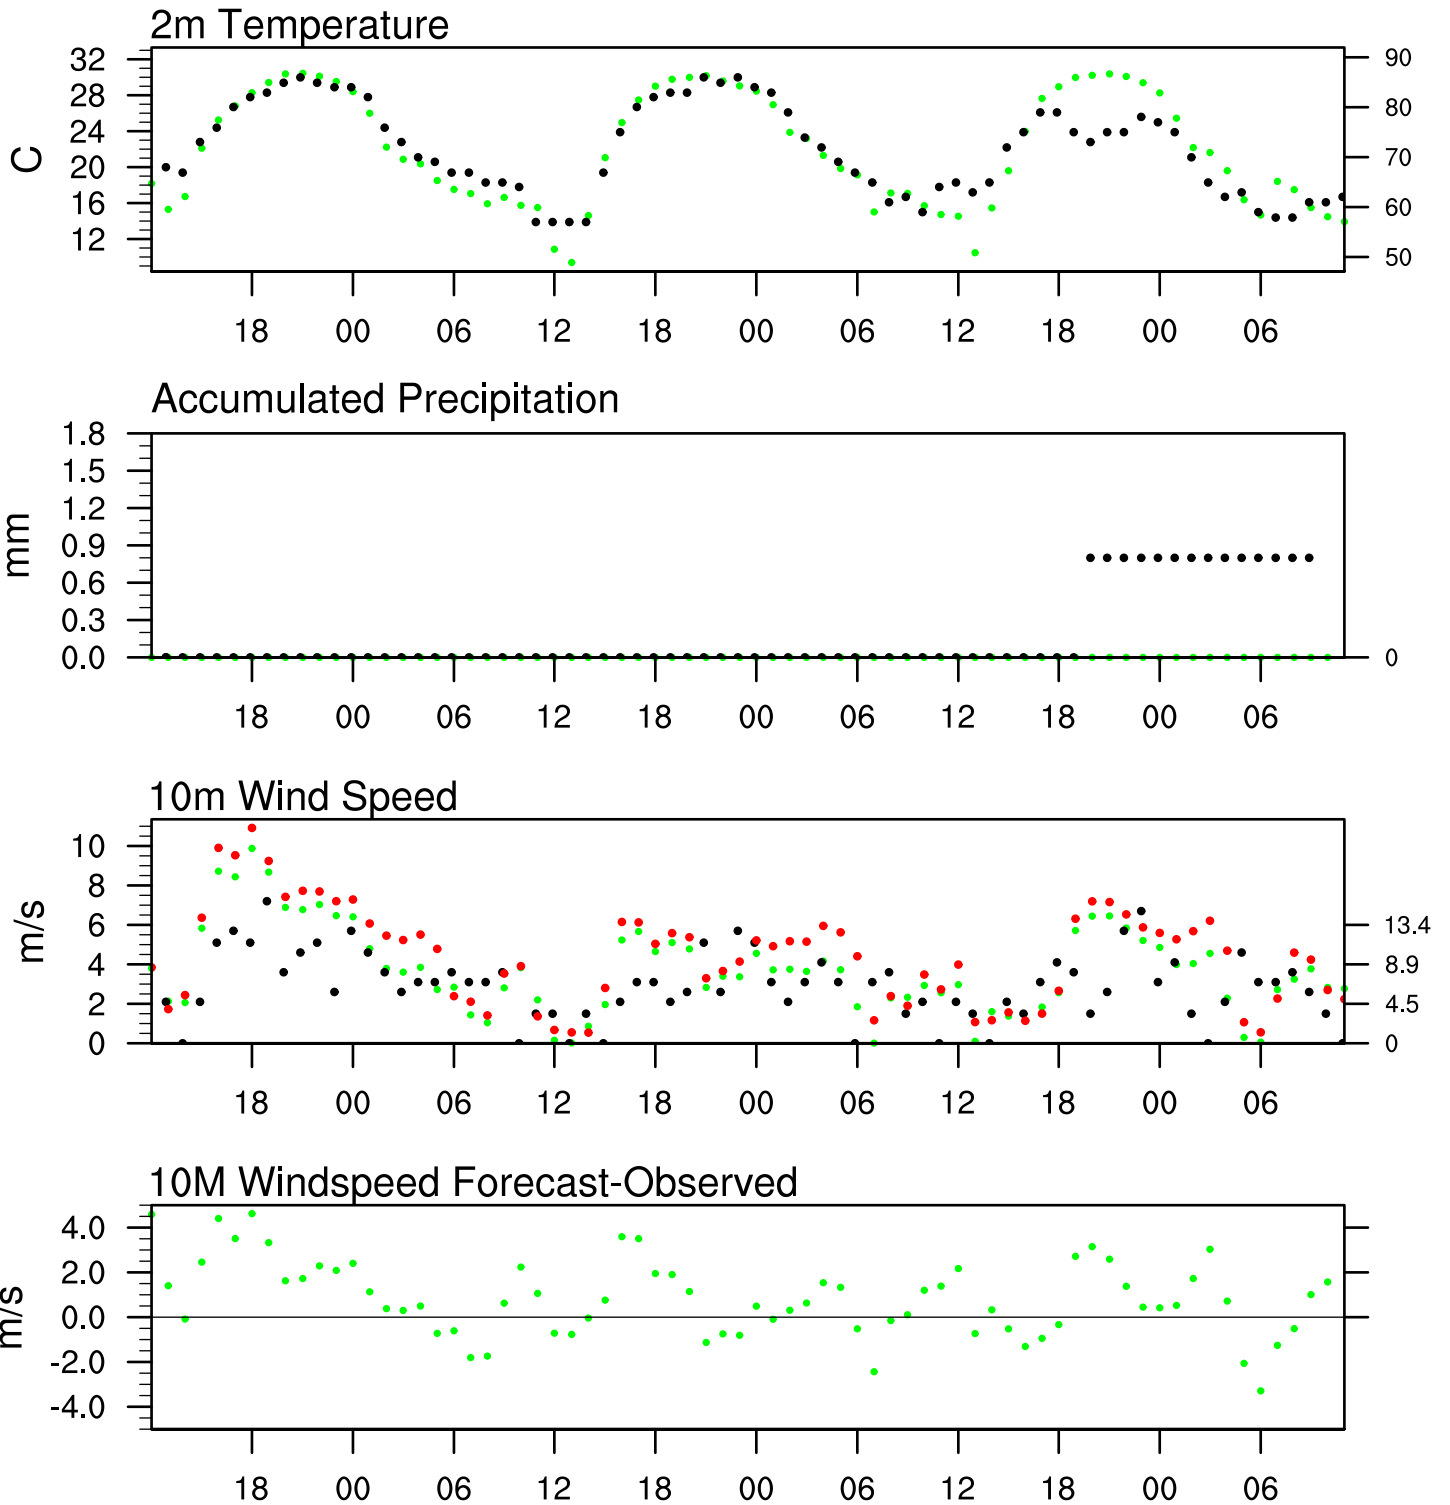 2m Temperature
32
28
24
20
16
12
C
90
80
70
60
50
18 00 06 12 18 00 06 12 18 00 06
Accumulated Precipitation
1.8
1.5
1.2
0.9
0.6
0.3
0.0
mm
0
18 00 06 12 18 00 06 12 18 00 06
10m Wind Speed
10
8
6
4
2
0
m/s
13.4
8.9
4.5
0
18 00 06 12 18 00 06 12 18 00 06
10M Windspeed Forecast-Observed
4.0
2.0
0.0
-2.0
-4.0
m/s
18 00 06 12 18 00 06 12 18 00 06